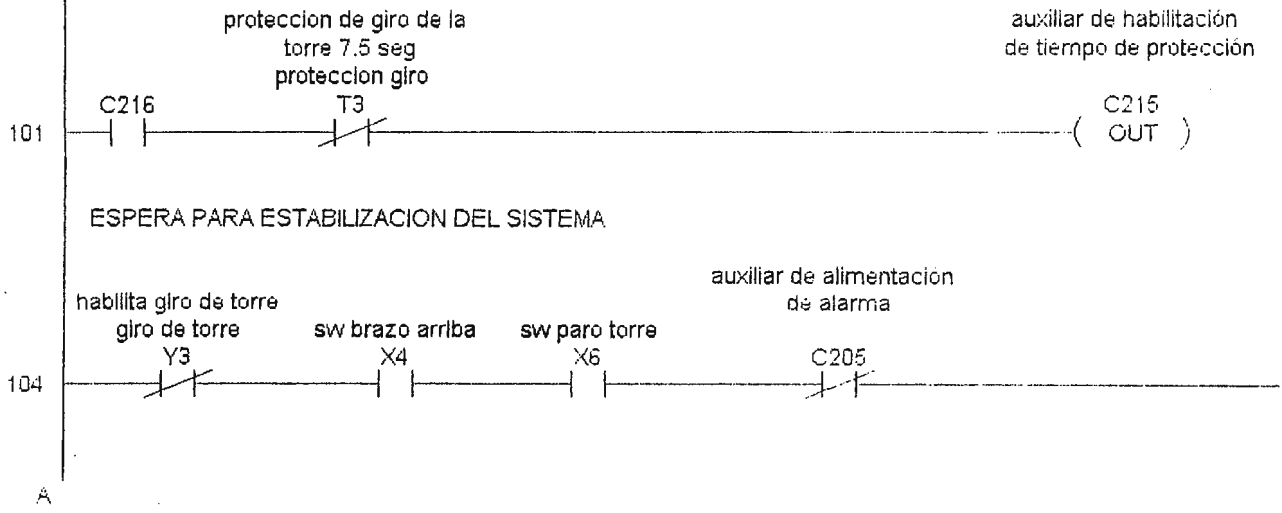 proteccion de giro de la
torre 7.5 seg
proteccion giro
auxiliar de habilitación
de tiempo de protección
C216
T3
C215
101
OUT
ESPERA PARA ESTABILIZACION DEL SISTEMA
habilita giro de torre
giro de torre
sw brazo arriba
sw paro torre
auxiliar de alimentación
de alarma
Y3
X4
X6
C205
104
A